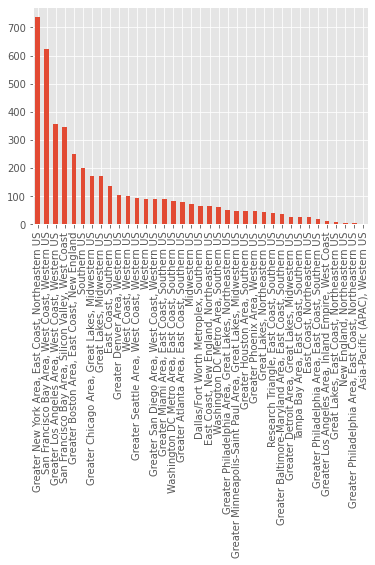 700
600
500
400
300
200
100
0
Greater New York Area, East Coast, Northeastern US
San Francisco Bay Area, West Coast, Western US
Greater Los Angeles Area, West Coast, Western US
San Francisco Bay Area, Silicon Valley, West Coast
Greater Boston Area, East Coast, New England
Southern US
Greater Chicago Area, Great Lakes, Midwestern US
Great Lakes, Midwestern US
East Coast, Southern US
Greater Denver Area, Western US
West Coast, Western US
Greater Seattle Area, West Coast, Western US
Western US
Greater San Diego Area, West Coast, Western US
Greater Miami Area, East Coast, Southern US
Washington DC Metro Area, East Coast, Southern US
Greater Atlanta Area, East Coast, Southern US
Midwestern US
Dallas/Fort Worth Metroplex, Southern US
East Coast, New England, Northeastern US
Washington DC Metro Area, Southern US
Greater Philadelphia Area, Great Lakes, Northeastern US
Greater Minneapolis-Saint Paul Area, Great Lakes, Midwestern US
Greater Houston Area, Southern US
Greater Phoenix Area, Western US
Great Lakes, Northeastern US
Research Triangle, East Coast, Southern US
Greater Baltimore-Maryland Area, East Coast, Southern US
Greater Detroit Area, Great Lakes, Midwestern US
Tampa Bay Area, East Coast, Southern US
East Coast, Northeastern US
Greater Philadelphia Area, East Coast, Southern US
Greater Los Angeles Area, Inland Empire, West Coast
Great Lakes, East Coast, Northeastern US
New England, Northeastern US
Greater Philadelphia Area, East Coast, Northeastern US
Asia-Pacific (APAC), Western US